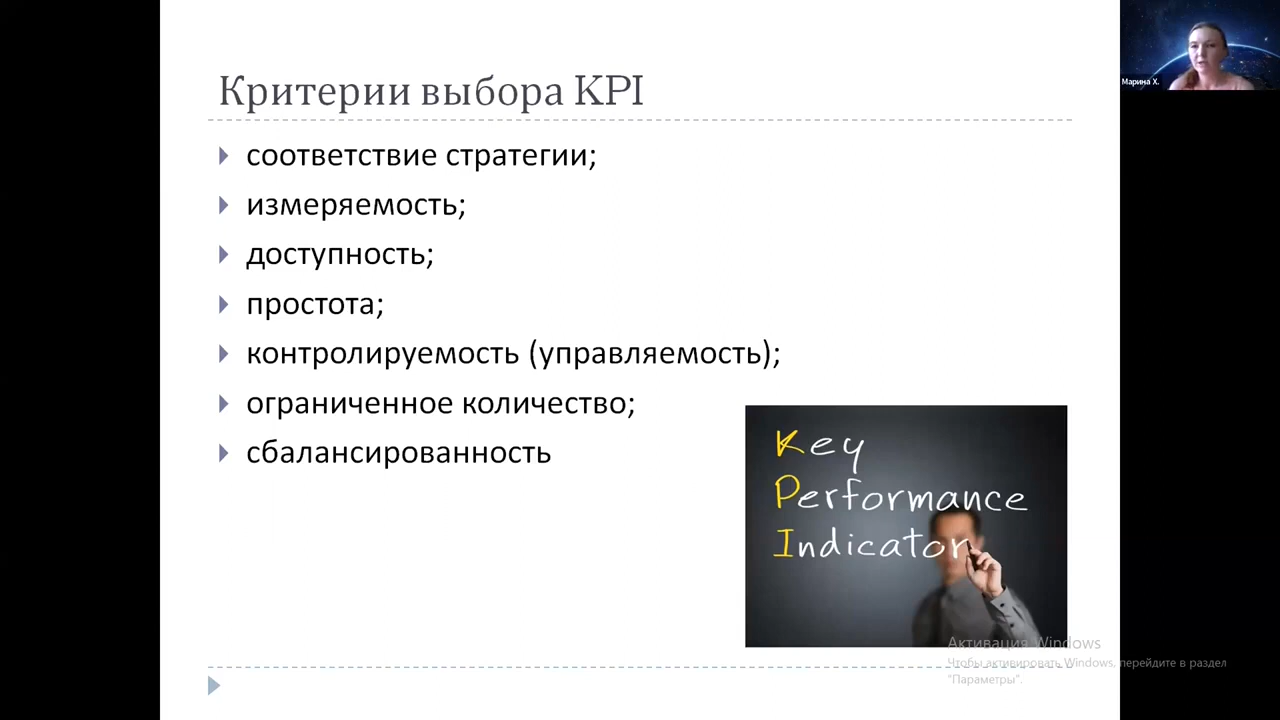 Критерии выбора KPI
Марина Х.
соответствие стратегии;
измеряемость;
доступность;
простота;
контролируемость (управляемость);
ограниченное количество;
сбалансированность
Key
Performance
Indicator
Активация Windows
Чтобы активировать Windows, перейдите в раздел
"Параметры".